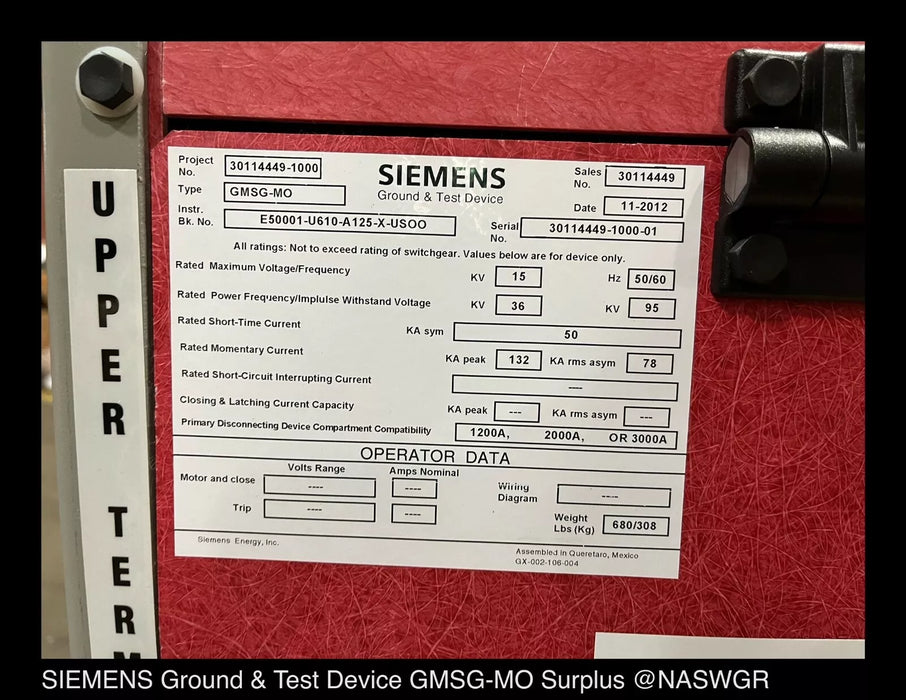 UPPER TERM
Project No. 30114449-1000
SIEMENS
Ground & Test Device
Sales No. 30114449
Type GMSG-MO
Date 11-2012
Instr. Bk. No. E50001-U610-A125-X-USOO
Serial No. 30114449-1000-01
All ratings: Not to exceed rating of switchgear. Values below are for device only.
Rated Maximum Voltage/Frequency KV 15 Hz 50/60
Rated Power Frequency/Implulse Withstand Voltage KV 36 KV 95
Rated Short-Time Current KA sym 50
Rated Momentary Current KA peak 132 KA rms asym 78
Rated Short-Circuit Interrupting Current ----
Closing & Latching Current Capacity KA peak --- KA rms asym ---
Primary Disconnecting Device Compartment Compatibility 1200A, 2000A, OR 3000A
OPERATOR DATA
Volts Range Amps Nominal
Motor and close ---- ---- Wiring Diagram ----
Trip ---- ---- Weight Lbs (Kg) 680/308
Siemens Energy, Inc.
Assembled in Queretaro, Mexico
GX-002-106-004
SIEMENS Ground & Test Device GMSG-MO Surplus @NASWGR